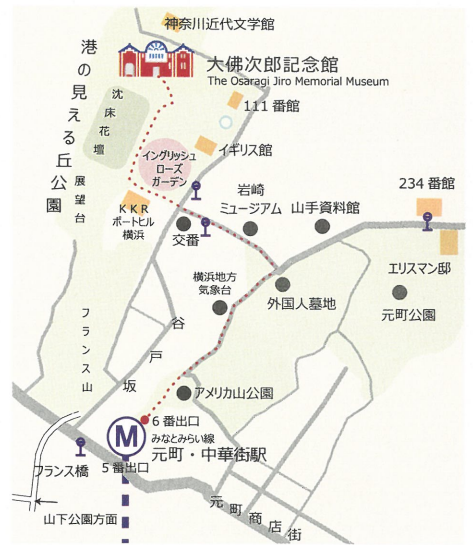 神奈川近代文学館
大佛次郎記念館
The Osaragi Jiro Memorial Museum
港の見える丘公園
沈床花壇
111番館
イギリス館
イングリッシュ
ローズ
ガーデン
展望台
KKR
ポートヒル
横浜
交番
岩崎
ミュージアム
山手資料館
234番館
エリスマン邸
元町公園
横浜地方
気象台
外国人墓地
フランス山
谷戸坂
アメリカ山公園
6番出口
みなとみらい線
M
元町・中華街駅
5番出口
フランス橋
山下公園方面
元町商店街